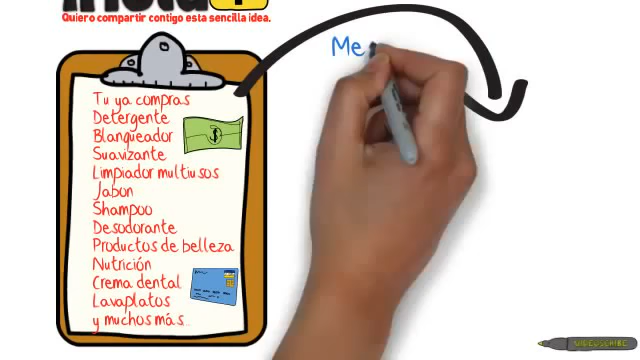 Quiero compartir contigo esta sencilla idea.
Me
Tu ya compras
Detergente
Blanqueador
Suavizante
Limpiador multiusos
Jabon
Shampoo
Desodorante
Productos de belleza
Nutrición
Crema dental
Lavaplatos
y muchos más...
VIDEOSCRIBE